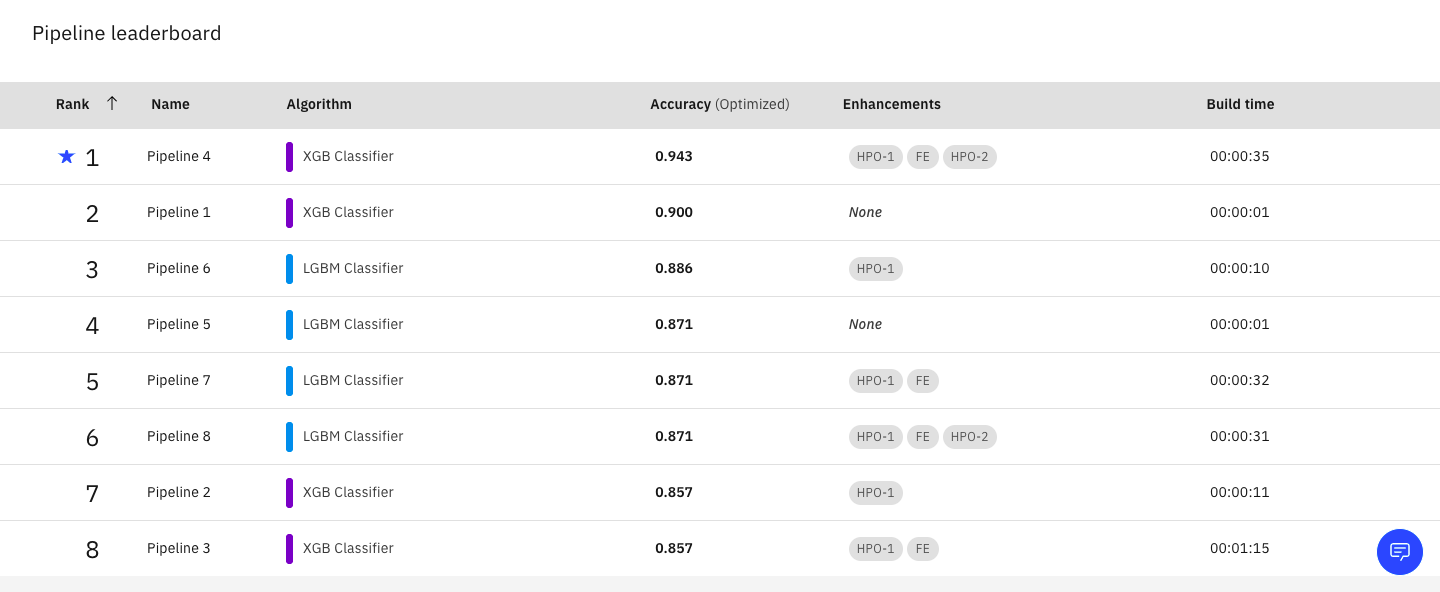 Pipeline leaderboard
Rank ↑ Name Algorithm Accuracy (Optimized) Enhancements Build time
★ 1 Pipeline 4 XGB Classifier 0.943 HPO-1 FE HPO-2 00:00:35
2 Pipeline 1 XGB Classifier 0.900 None 00:00:01
3 Pipeline 6 LGBM Classifier 0.886 HPO-1 00:00:10
4 Pipeline 5 LGBM Classifier 0.871 None 00:00:01
5 Pipeline 7 LGBM Classifier 0.871 HPO-1 FE 00:00:32
6 Pipeline 8 LGBM Classifier 0.871 HPO-1 FE HPO-2 00:00:31
7 Pipeline 2 XGB Classifier 0.857 HPO-1 00:00:11
8 Pipeline 3 XGB Classifier 0.857 HPO-1 FE 00:01:15